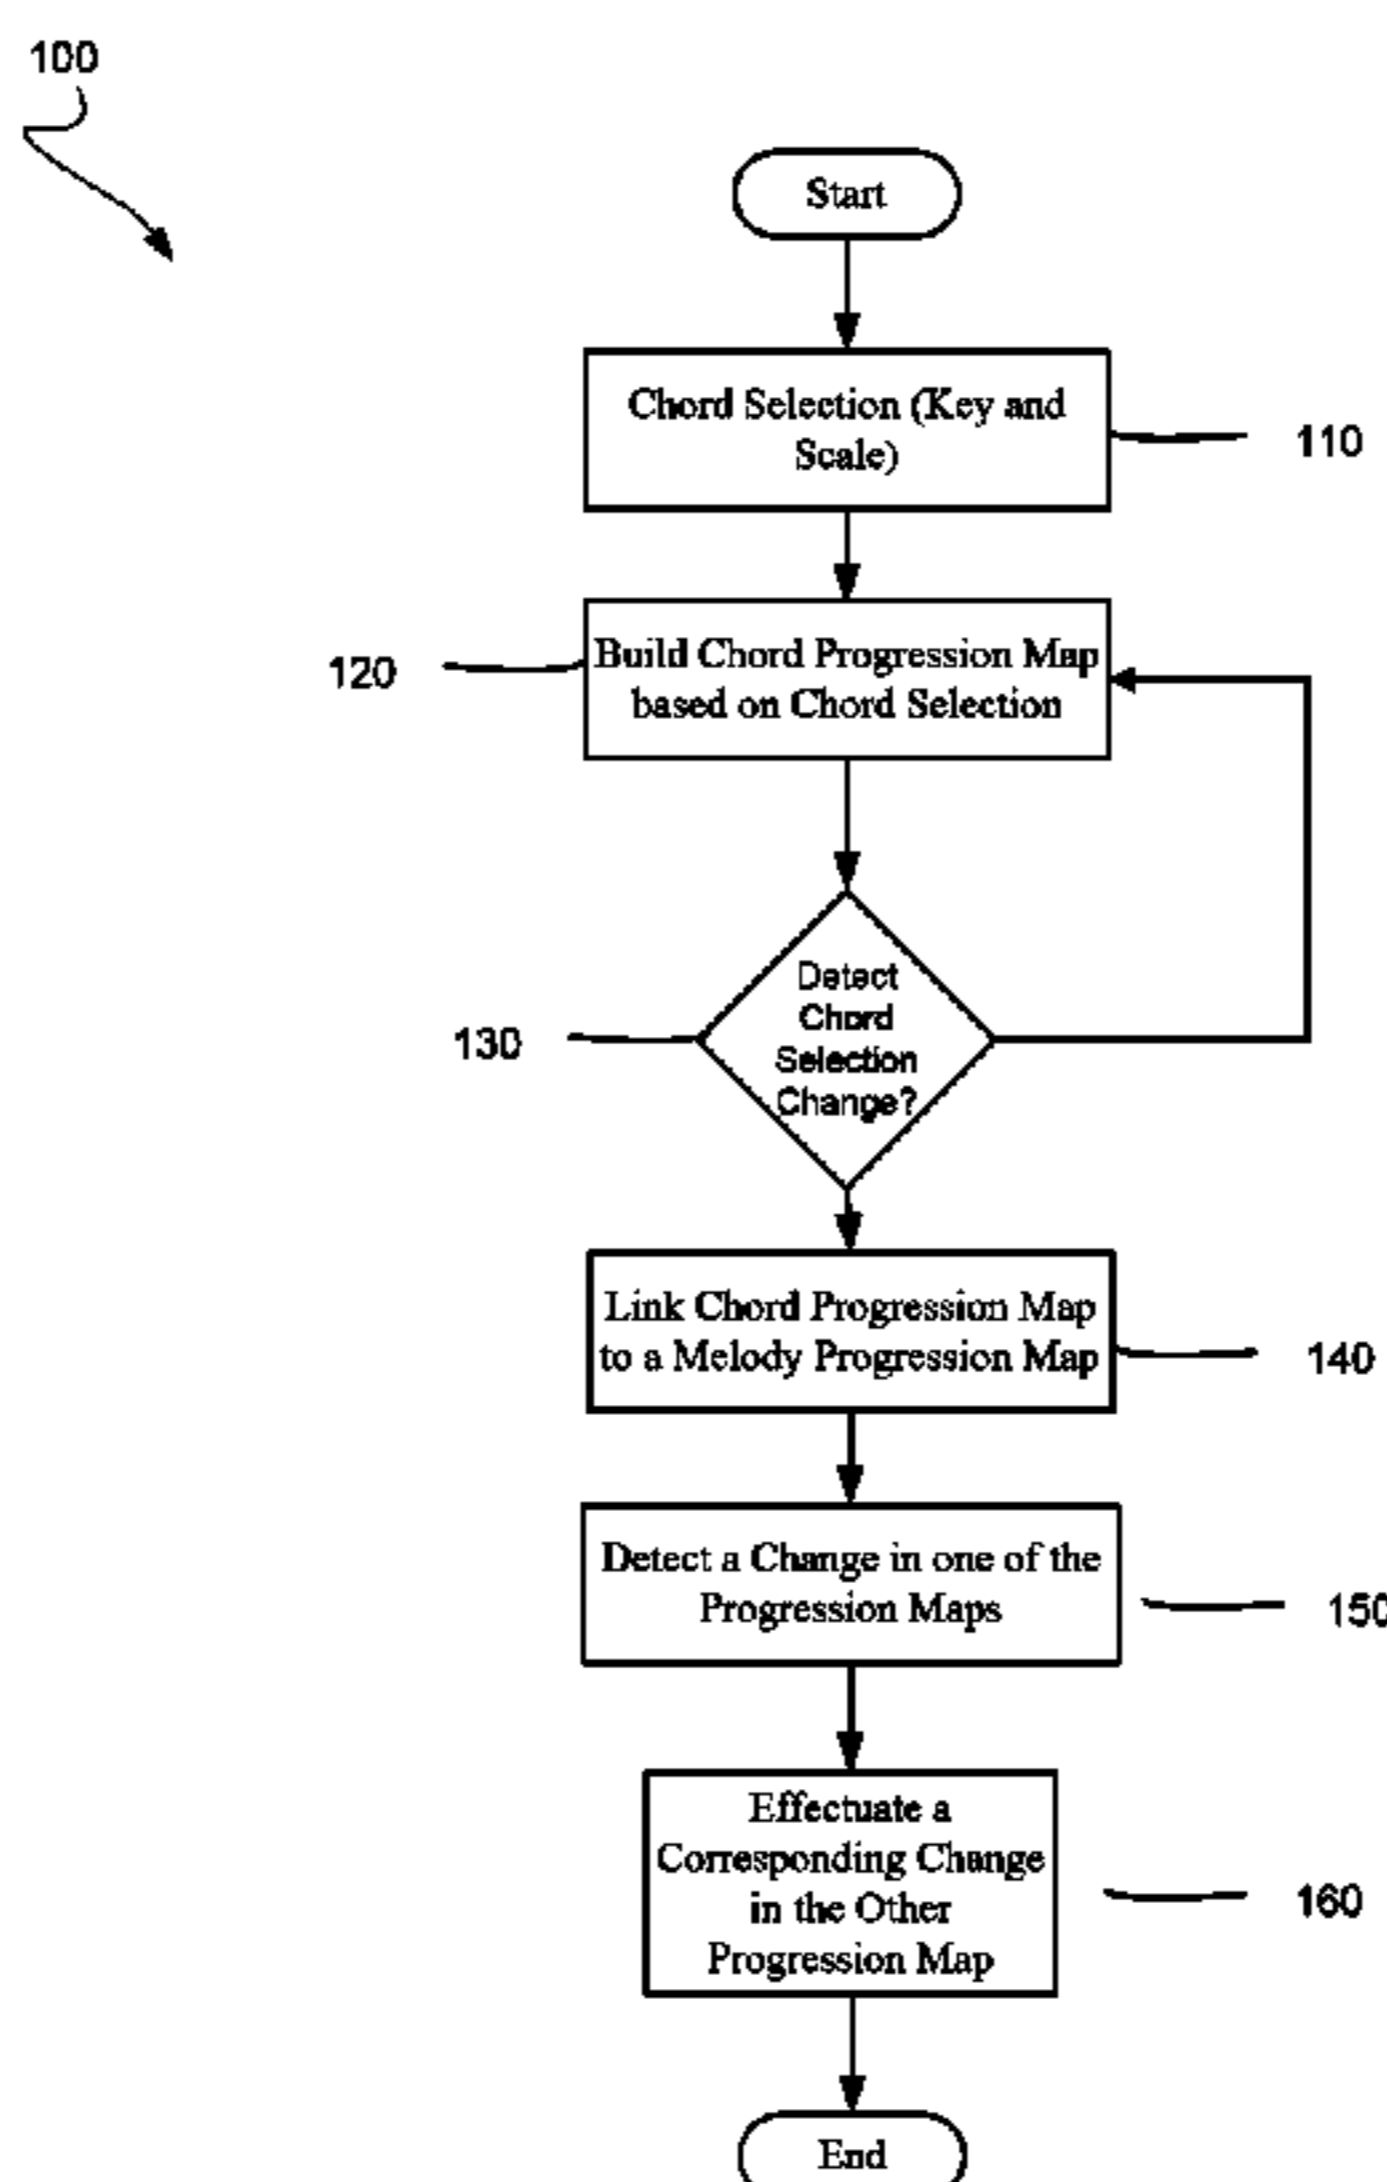 100
Start
Chord Selection (Key and
Scale)
110
120
Build Chord Progression Map
based on Chord Selection
130
Detect
Chord
Selection
Change?
Link Chord Progression Map
to a Melody Progression Map
140
Detect a Change in one of the
Progression Maps
150
Effectuate a
Corresponding Change
in the Other
Progression Map
160
End